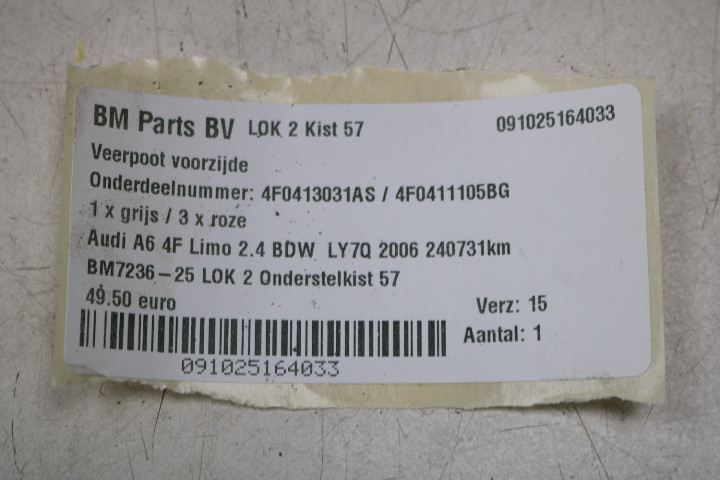 BM Parts BV LOK 2 Kist 57 091025164033
Veerpoot voorzijde
Onderdeelnummer: 4F0413031AS / 4F0411105BG
1 x grijs / 3 x roze
Audi A6 4F Limo 2.4 BDW LY7Q 2006 240731km
BM7236-25 LOK 2 Onderstelkist 57
49.50 euro Verz: 15
Aantal: 1
091025164033